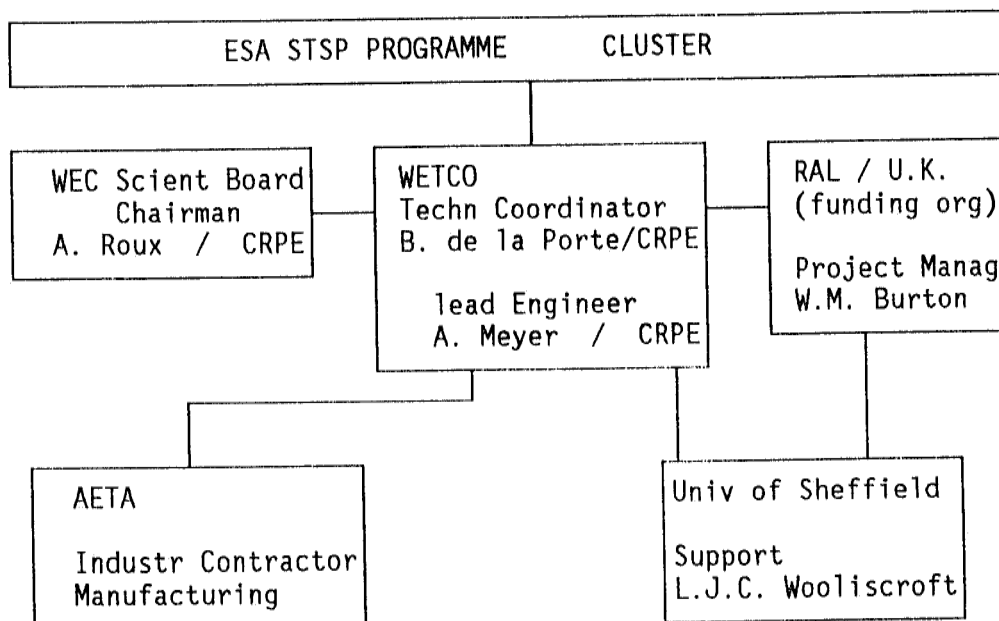 ESA STSP PROGRAMME CLUSTER
WEC Scient Board
Chairman
A. Roux / CRPE
WETCO
Techn Coordinator
B. de la Porte/CRPE
lead Engineer
A. Meyer / CRPE
RAL / U.K.
(funding org)
Project Manag
W.M. Burton
AETA
Industr Contractor
Manufacturing
Univ of Sheffield
Support
L.J.C. Wooliscroft